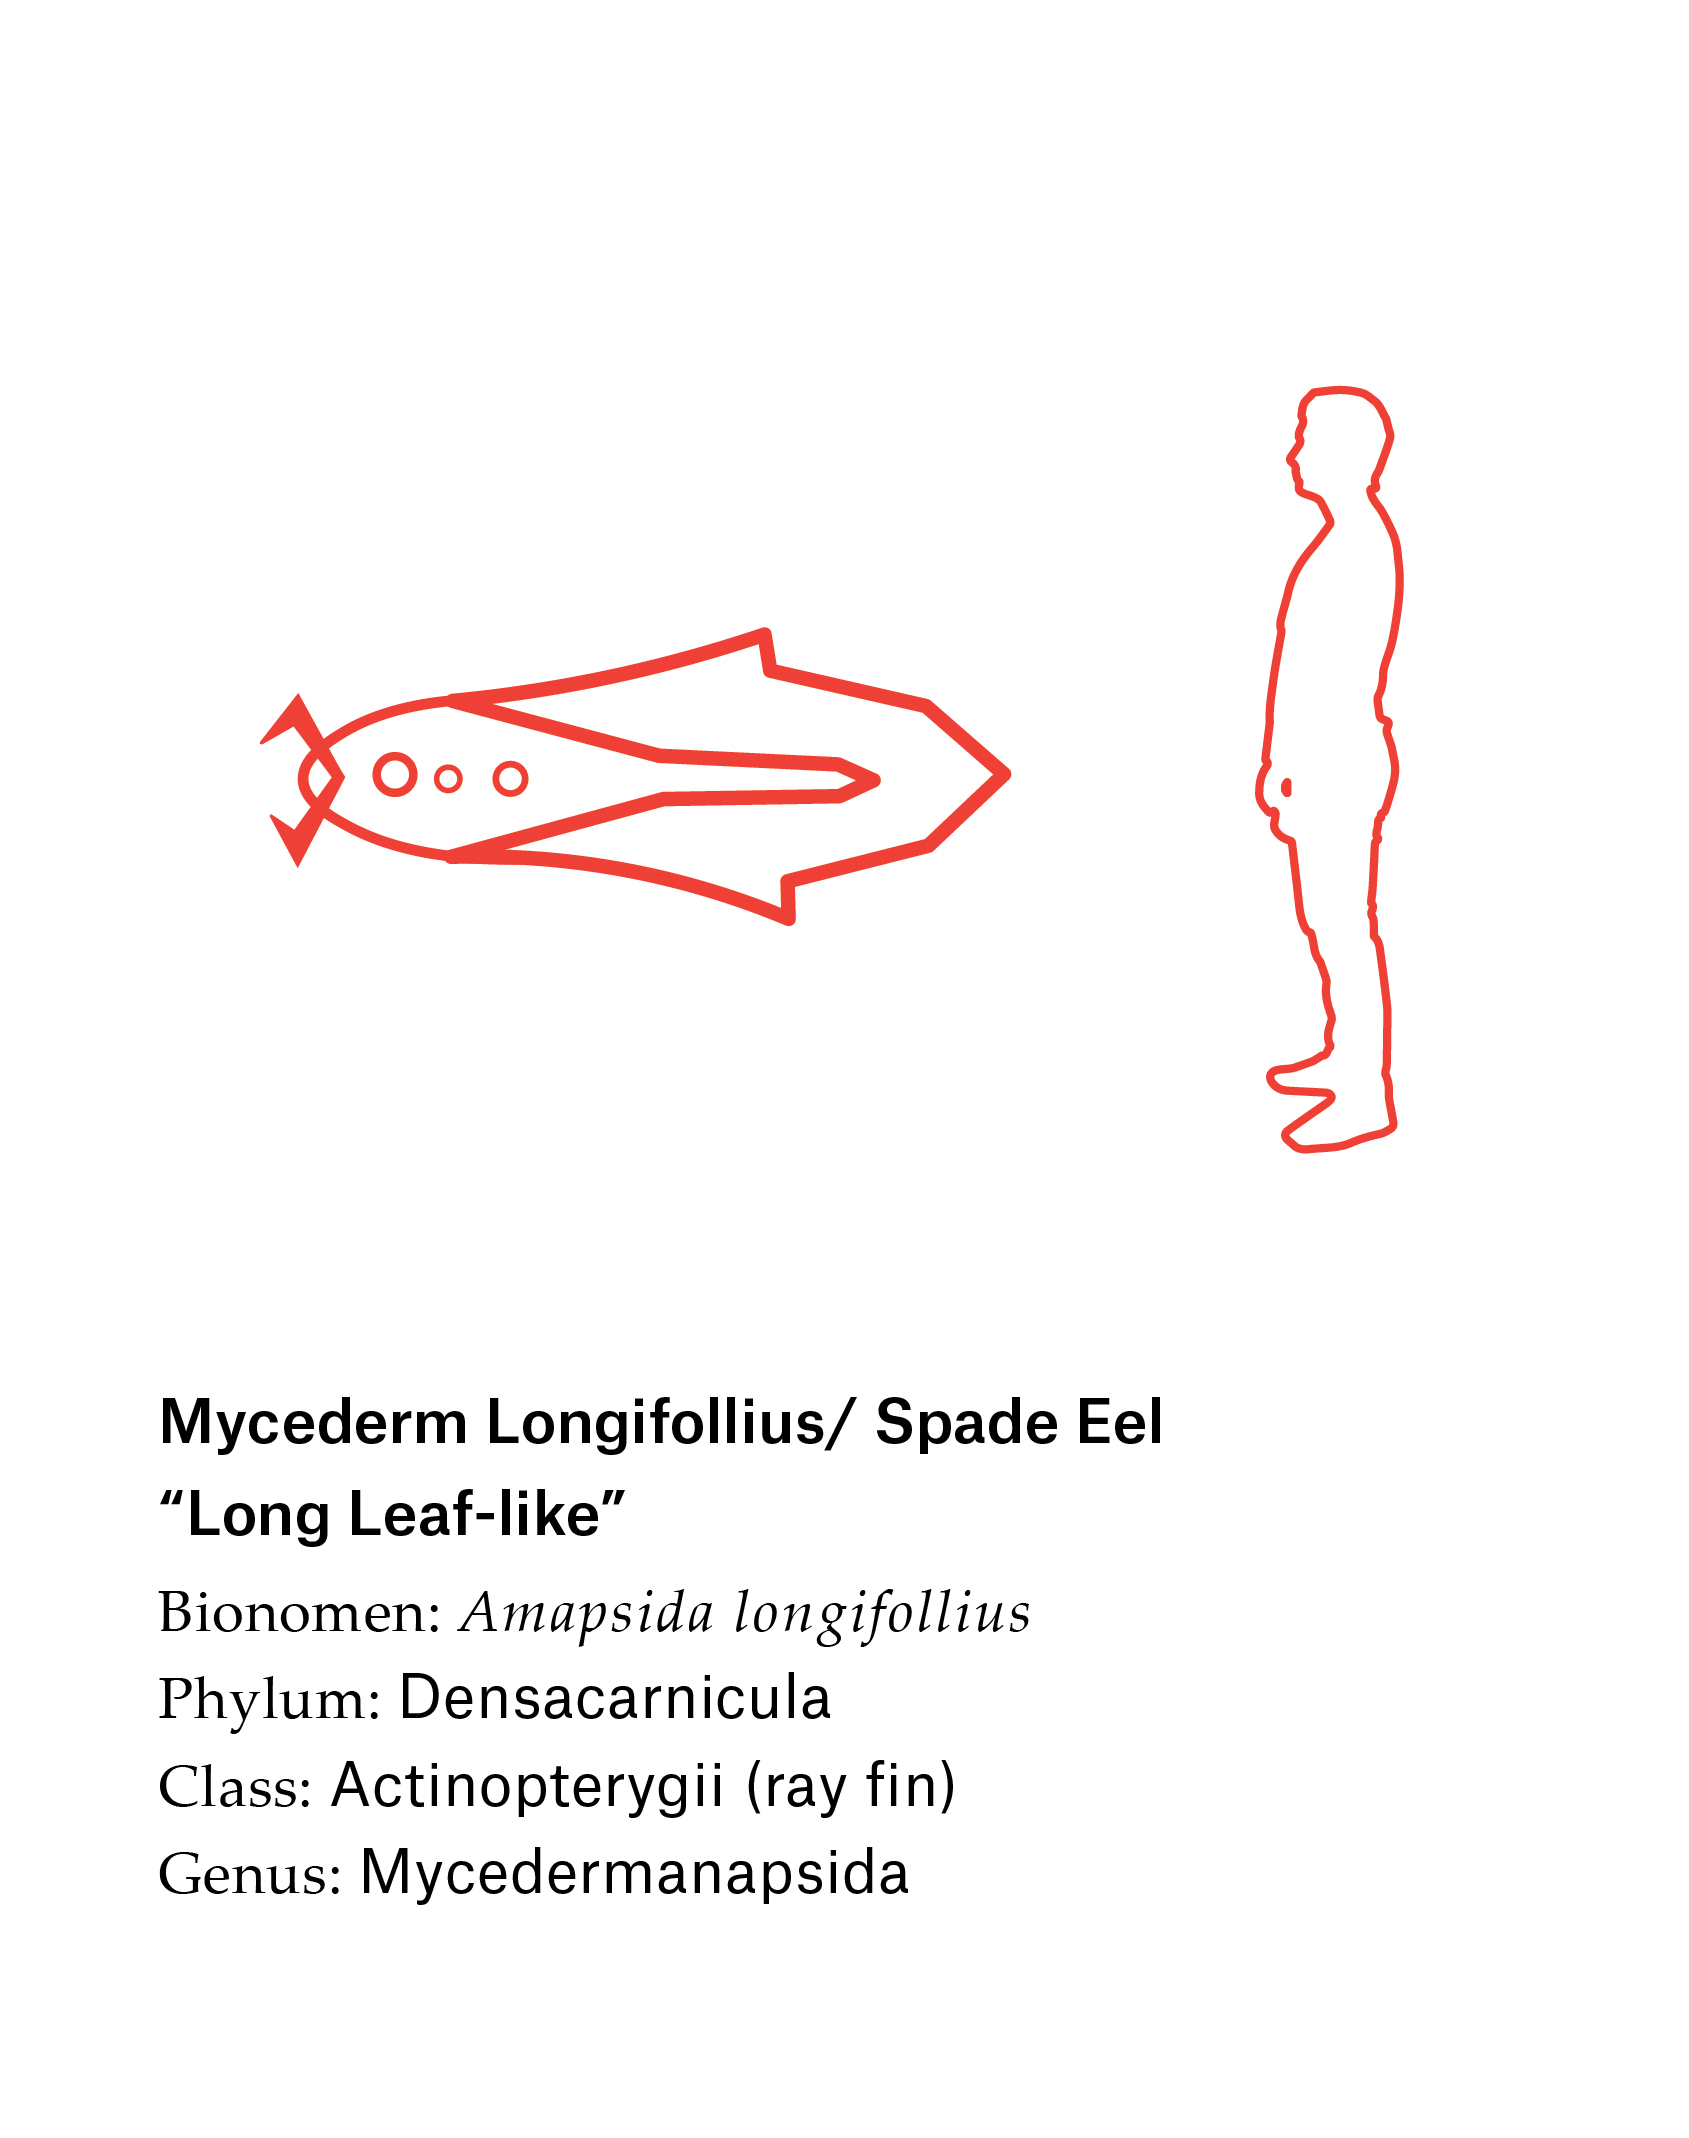 Mycederm Longifollius/ Spade Eel
“Long Leaf-like”
Bionomen: Amapsida longifollius
Phylum: Densacarnicula
Class: Actinopterygii (ray fin)
Genus: Mycedermanapsida